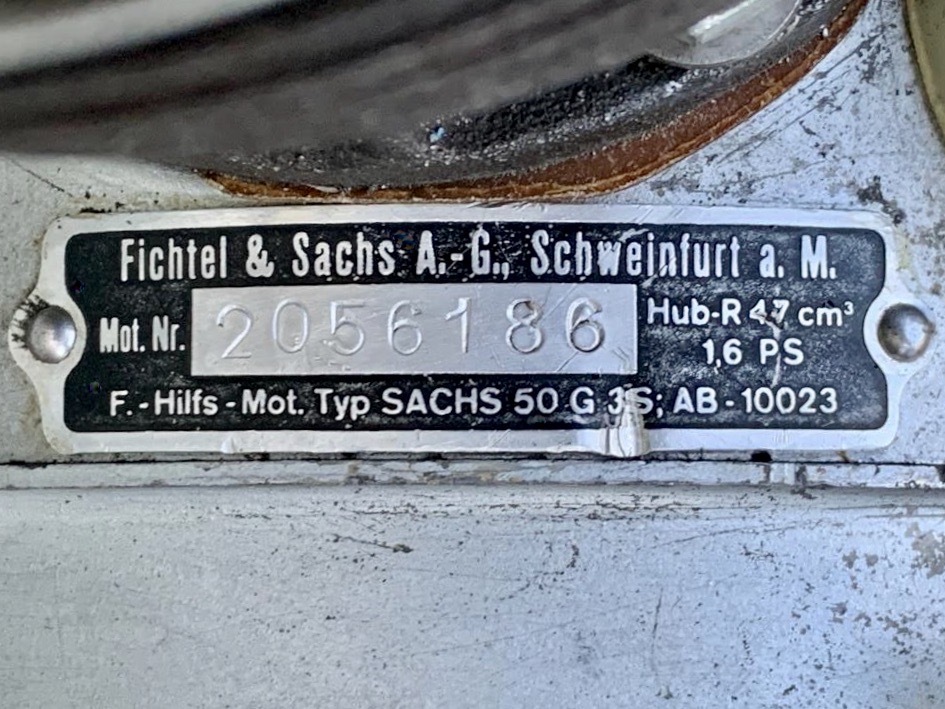 Fichtel & Sachs A.-G., Schweinfurt a. M.
Mot. Nr. 2056186 Hub-R 47 cm³
1,6 PS
F.-Hilfs-Mot. Typ SACHS 50 G 3S; AB-10023